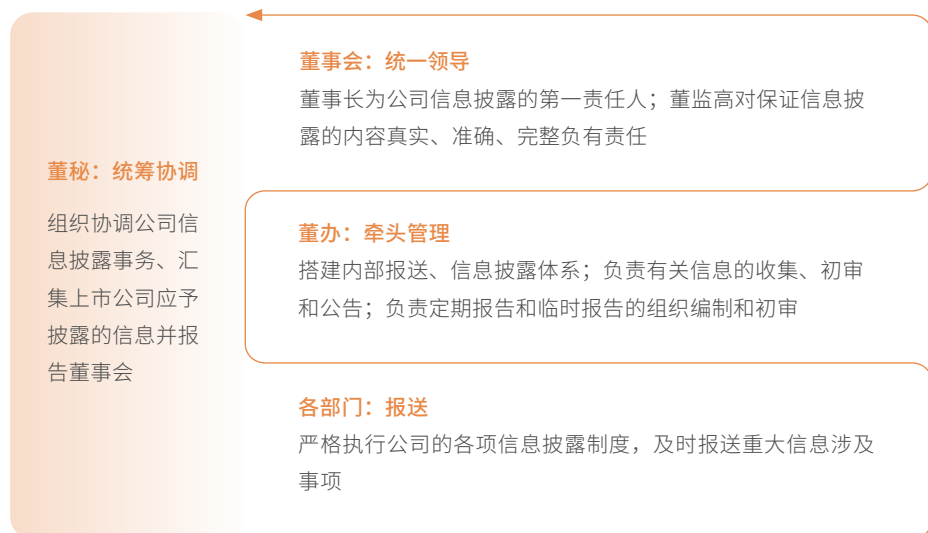 董秘：统筹协调
组织协调公司信
息披露事务、汇
集上市公司应予
披露的信息并报
告董事会
董事会：统一领导
董事长为公司信息披露的第一责任人；董监高对保证信息披
露的内容真实、准确、完整负有责任
董办：牵头管理
搭建内部报送、信息披露体系；负责有关信息的收集、初审
和公告；负责定期报告和临时报告的组织编制和初审
各部门：报送
严格执行公司的各项信息披露制度，及时报送重大信息涉及
事项